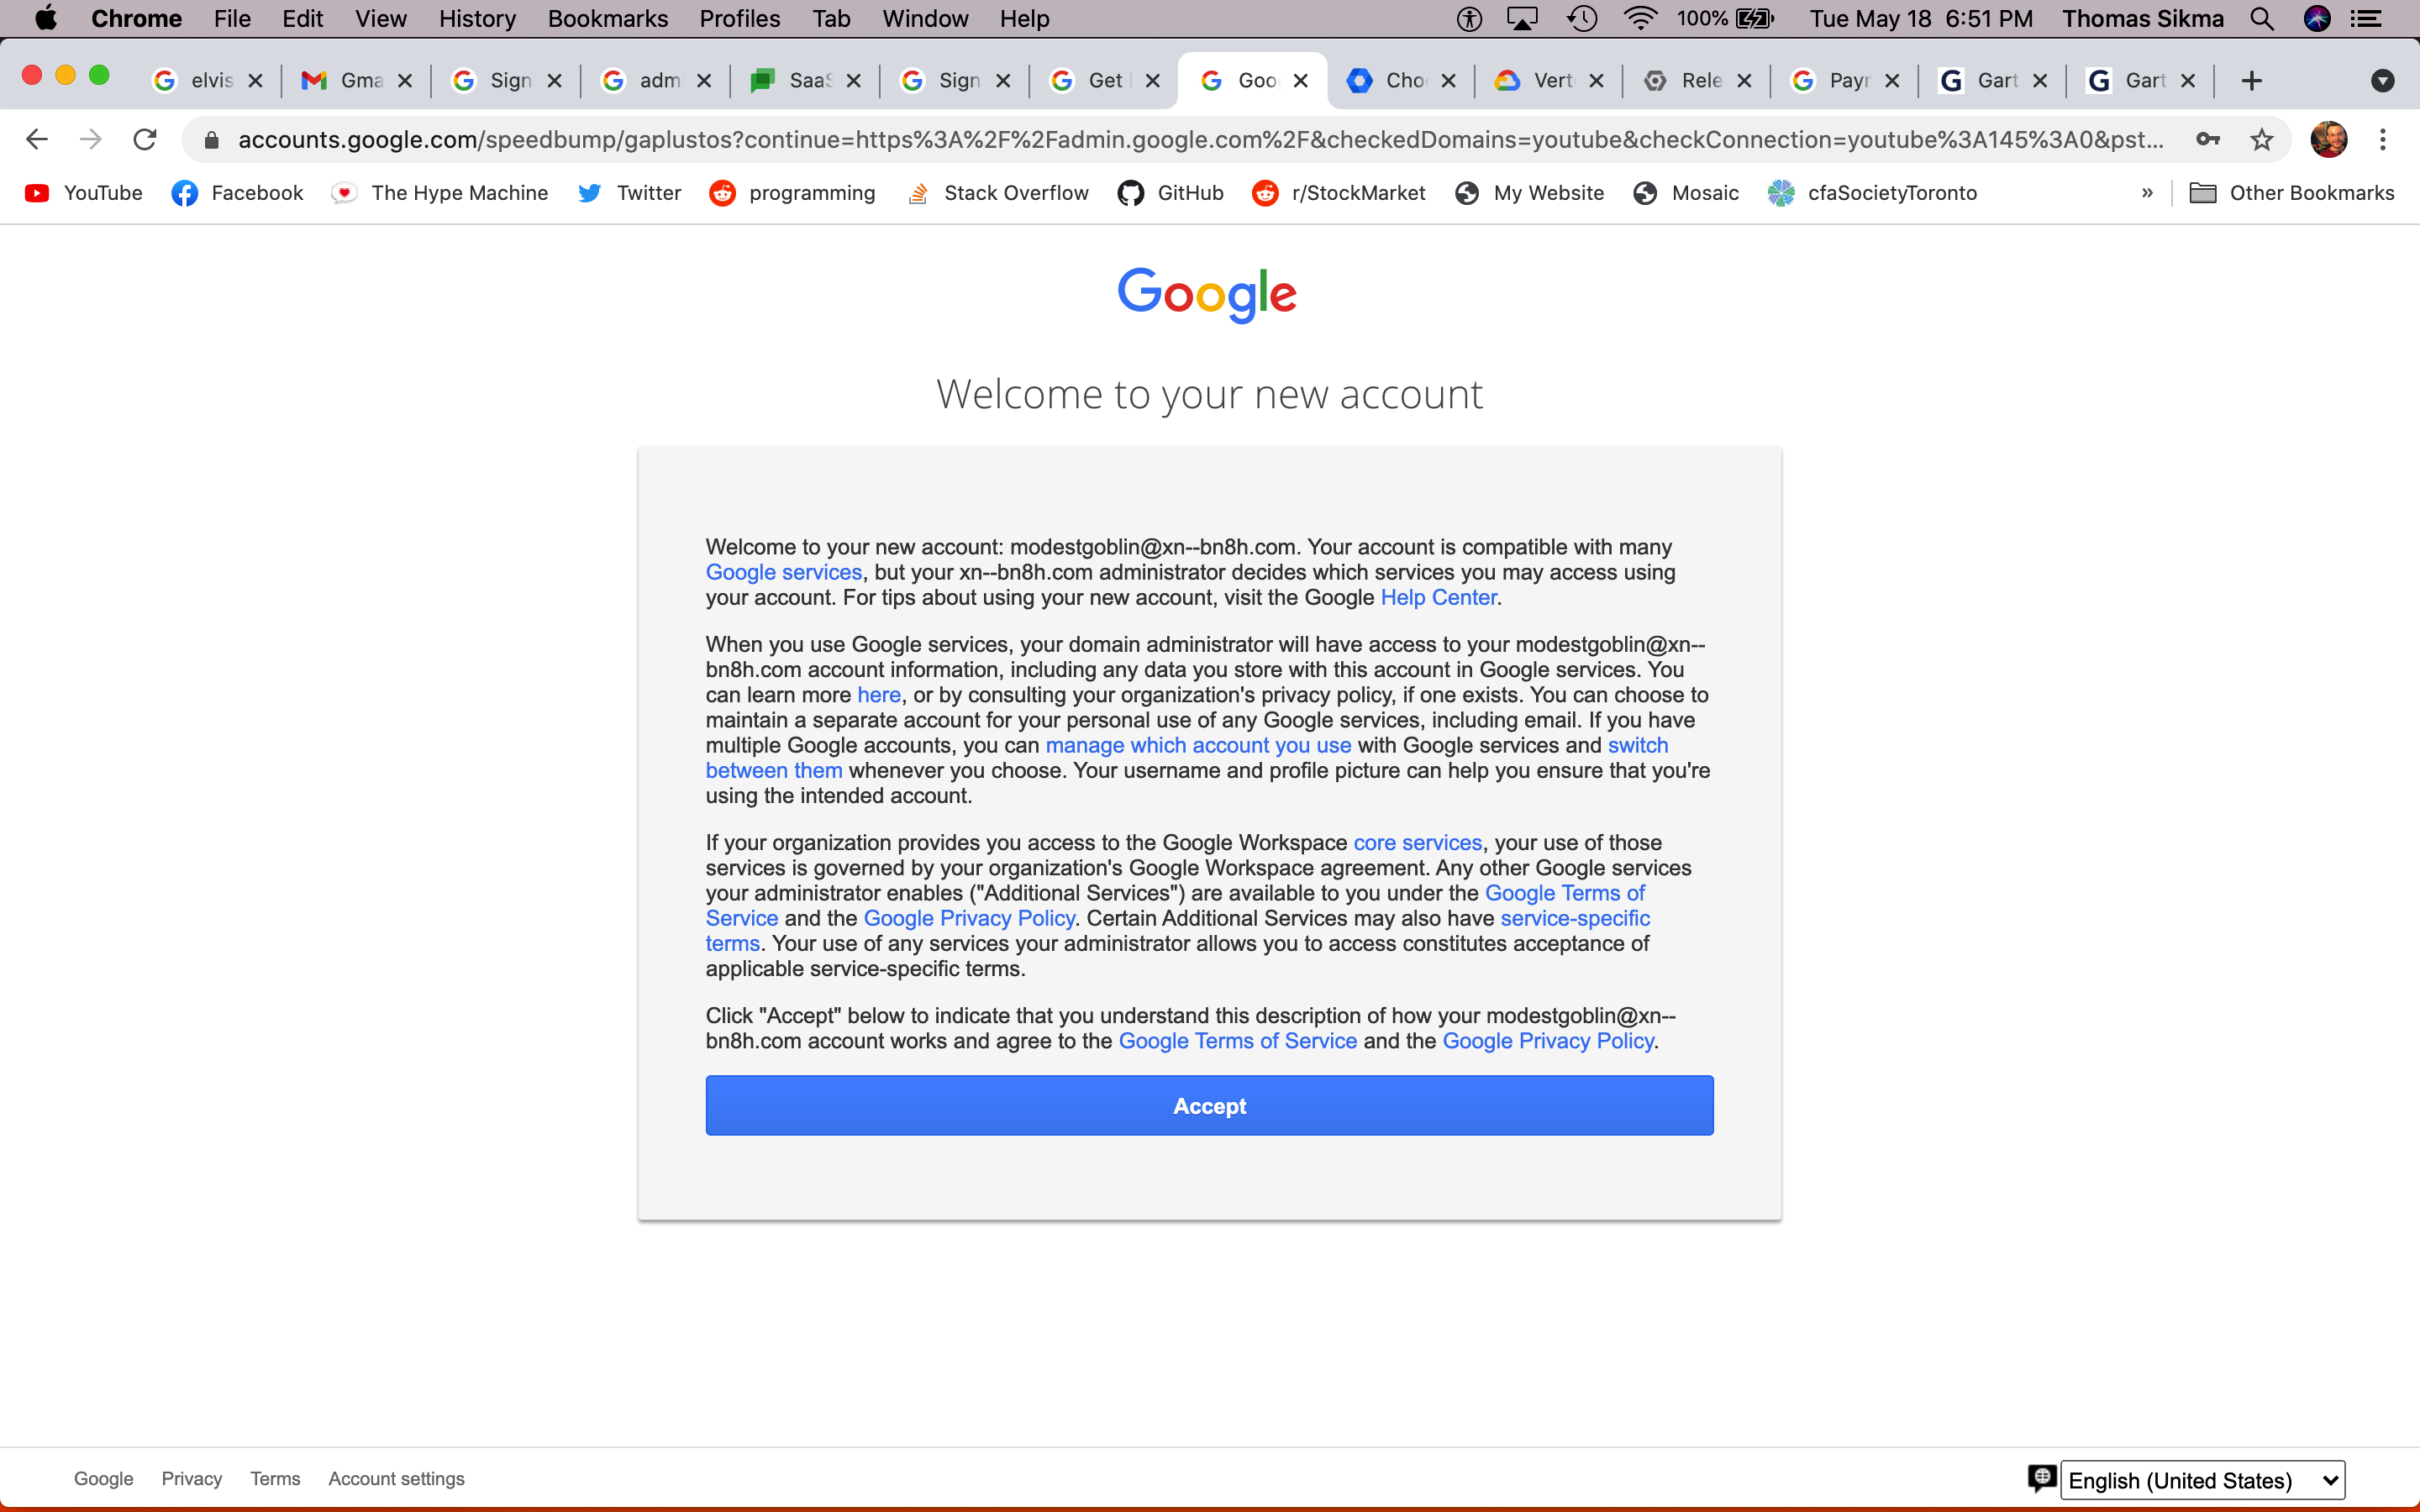 Chrome File Edit View History Bookmarks Profiles Tab Window Help 100% Tue May 18 6:51 PM Thomas Sikma
elvis Gma Sign adm Saas Sign Get Goo Cho Vert Rele Payr Gart Gart
accounts.google.com/speedbump/gaplustos?continue=https%3A%2F%2Fadmin.google.com%2F&checkedDomains=youtube&checkConnection=youtube%3A145%3A0&pst...
YouTube Facebook The Hype Machine Twitter programming Stack Overflow GitHub r/StockMarket My Website Mosaic cfaSocietyToronto » Other Bookmarks
Google
Welcome to your new account
Welcome to your new account: modestgoblin@xn--bn8h.com. Your account is compatible with many
Google services, but your xn--bn8h.com administrator decides which services you may access using
your account. For tips about using your new account, visit the Google Help Center.
When you use Google services, your domain administrator will have access to your modestgoblin@xn--
bn8h.com account information, including any data you store with this account in Google services. You
can learn more here, or by consulting your organization's privacy policy, if one exists. You can choose to
maintain a separate account for your personal use of any Google services, including email. If you have
multiple Google accounts, you can manage which account you use with Google services and switch
between them whenever you choose. Your username and profile picture can help you ensure that you're
using the intended account.
If your organization provides you access to the Google Workspace core services, your use of those
services is governed by your organization's Google Workspace agreement. Any other Google services
your administrator enables ("Additional Services") are available to you under the Google Terms of
Service and the Google Privacy Policy. Certain Additional Services may also have service-specific
terms. Your use of any services your administrator allows you to access constitutes acceptance of
applicable service-specific terms.
Click "Accept" below to indicate that you understand this description of how your modestgoblin@xn--
bn8h.com account works and agree to the Google Terms of Service and the Google Privacy Policy.
Accept
Google Privacy Terms Account settings English (United States)